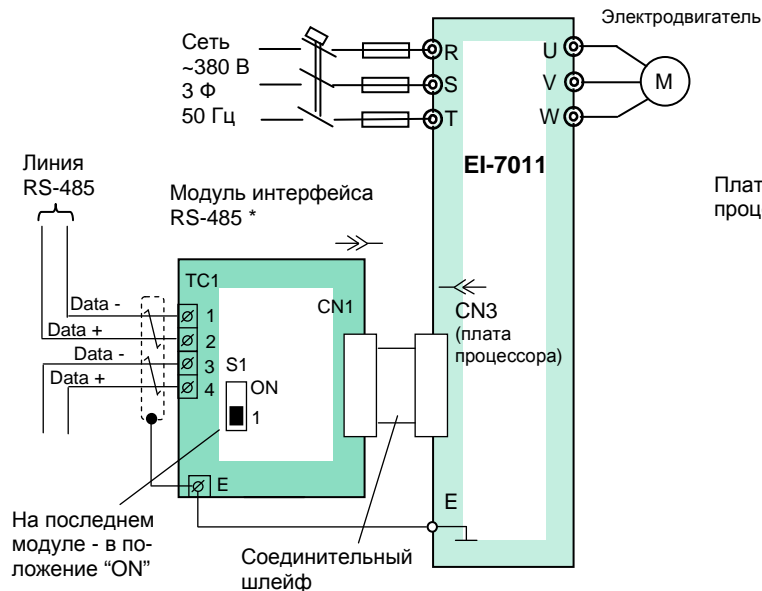 Электродвигатель
Сеть
~380 В
3 Ф
50 Гц
R
S
T
U
V
W
M
EI-7011
Линия
RS-485
Модуль интерфейса
RS-485 *
Плат
проц
TC1
CN1
CN3
(плата
процессора)
Data -
Data +
Data -
Data +
1
2
3
4
S1
ON
1
E
E
На последнем
модуле - в по-
ложение “ON”
Соединительный
шлейф